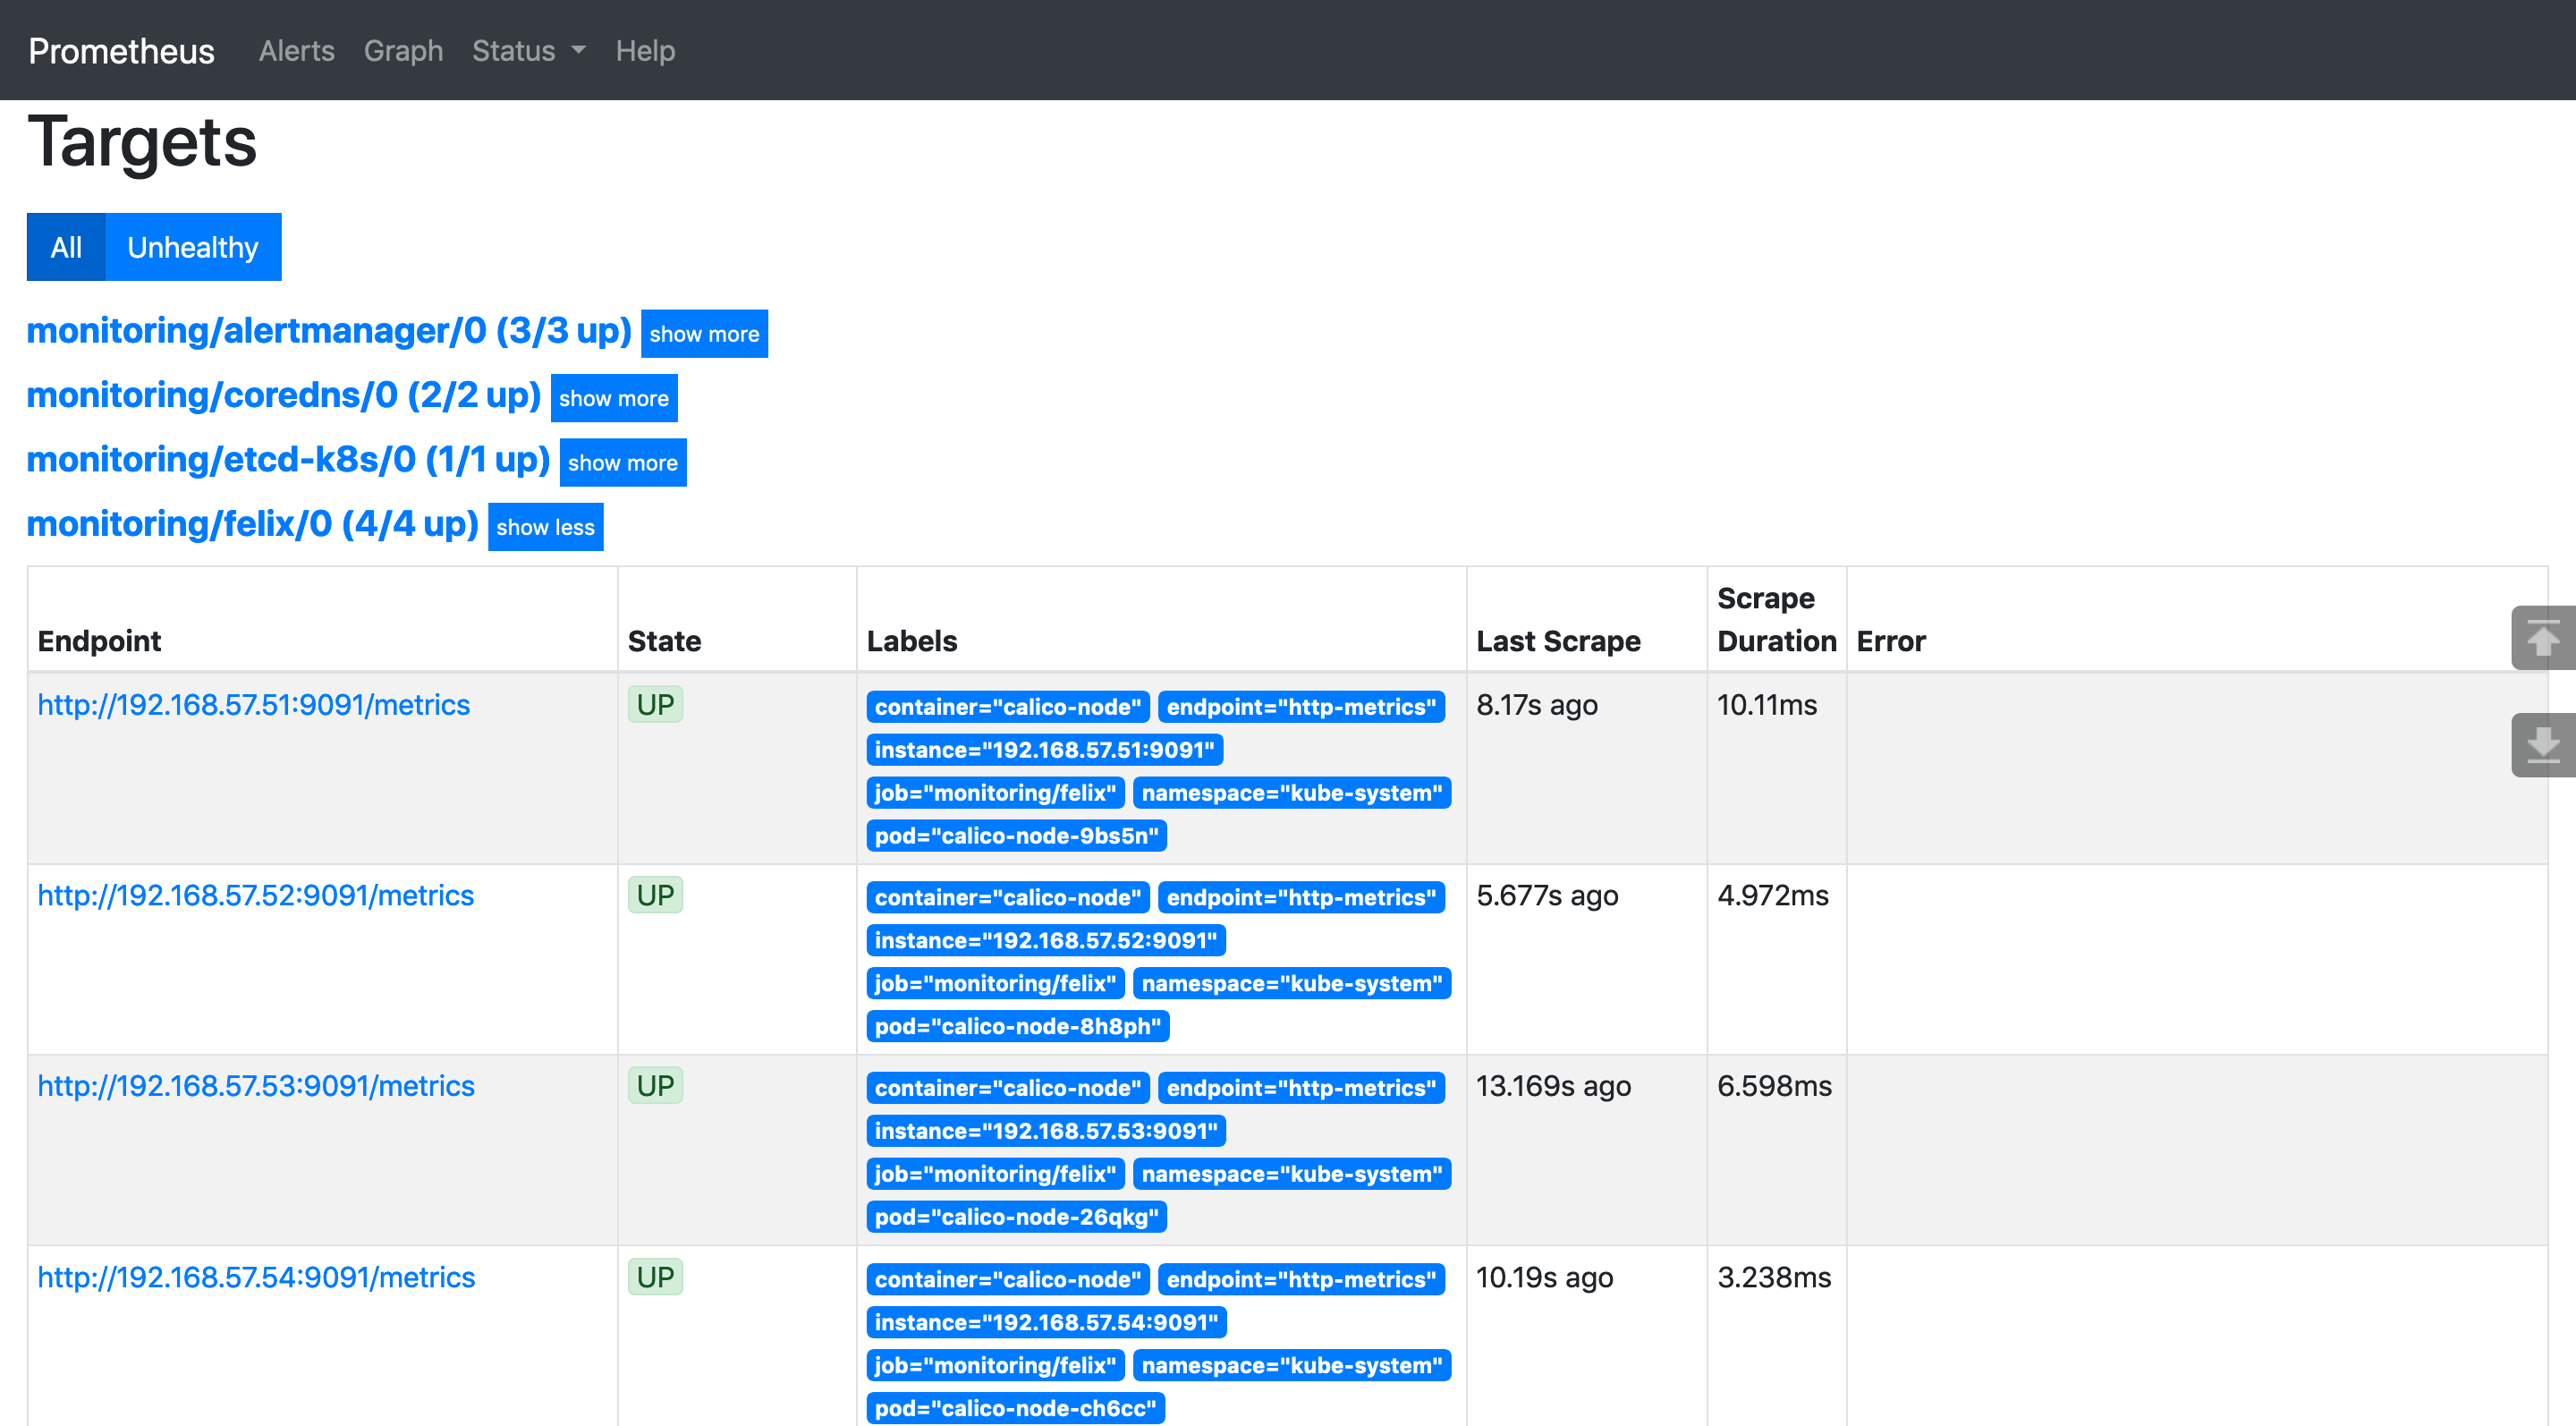 Prometheus Alerts Graph Status Help
Targets
All Unhealthy
monitoring/alertmanager/0 (3/3 up) show more
monitoring/coredns/0 (2/2 up) show more
monitoring/etcd-k8s/0 (1/1 up) show more
monitoring/felix/0 (4/4 up) show less
Endpoint State Labels Last Scrape Scrape Duration Error
http://192.168.57.51:9091/metrics UP container="calico-node" endpoint="http-metrics" 8.17s ago 10.11ms
instance="192.168.57.51:9091"
job="monitoring/felix" namespace="kube-system"
pod="calico-node-9bs5n"
http://192.168.57.52:9091/metrics UP container="calico-node" endpoint="http-metrics" 5.677s ago 4.972ms
instance="192.168.57.52:9091"
job="monitoring/felix" namespace="kube-system"
pod="calico-node-8h8ph"
http://192.168.57.53:9091/metrics UP container="calico-node" endpoint="http-metrics" 13.169s ago 6.598ms
instance="192.168.57.53:9091"
job="monitoring/felix" namespace="kube-system"
pod="calico-node-26qkg"
http://192.168.57.54:9091/metrics UP container="calico-node" endpoint="http-metrics" 10.19s ago 3.238ms
instance="192.168.57.54:9091"
job="monitoring/felix" namespace="kube-system"
pod="calico-node-ch6cc"